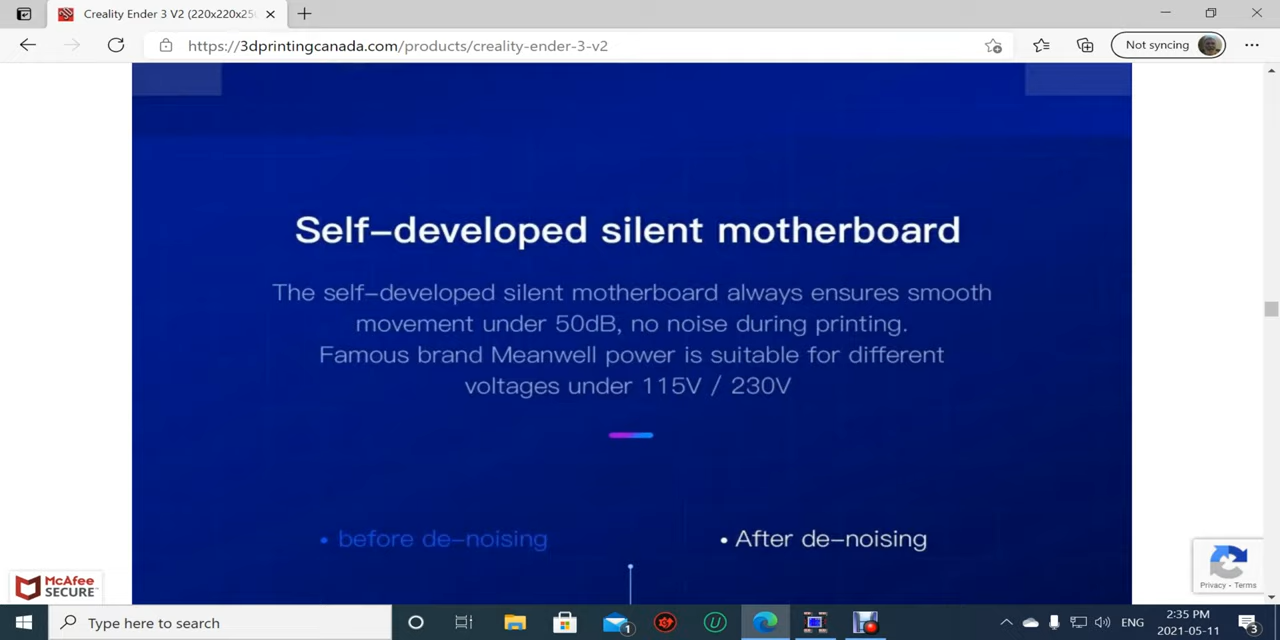 Creality Ender 3 V2 (220x220x25
https://3dprintingcanada.com/products/creality-ender-3-v2
Not syncing
Self-developed silent motherboard
The self-developed silent motherboard always ensures smooth
movement under 50dB, no noise during printing.
Famous brand Meanwell power is suitable for different
voltages under 115V / 230V
• before de-noising
• After de-noising
McAfee
SECURE
Privacy - Terms
Type here to search
1
ENG
2:35 PM
2021-05-11
3